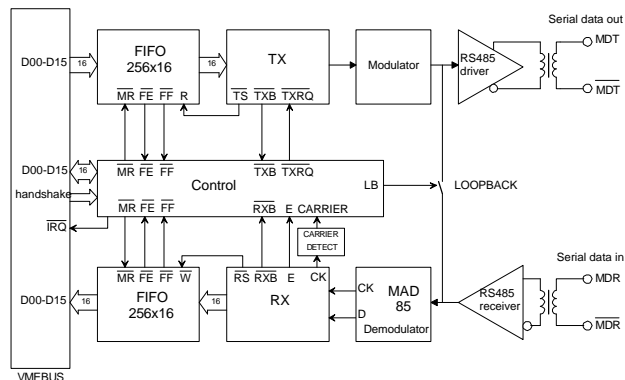 Serial data out
D00-D15
16
FIFO
256x16
MR FE FF R
16
TX
TS TXB TXRQ
Modulator
RS485
driver
MDT
MDT
D00-D15
16
handshake
IRQ
MR FE FF
TXB TXRQ
Control
LB
LOOPBACK
MR FE FF
RXB E CARRIER
CARRIER
DETECT
Serial data in
D00-D15
16
MR FE FF W
FIFO
256x16
16
RS RXB E CK
RX
CK
D
MAD
85
Demodulator
RS485
receiver
MDR
MDR
VMEBUS